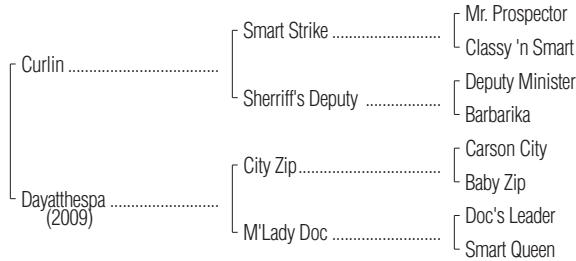 Mr. Prospector
Smart Strike ......................
Classy 'n Smart
Curlin ..............................
Deputy Minister
Sherriff's Deputy ...............
Barbarika
Carson City
City Zip.............................
Baby Zip
Dayatthespa ......................
(2009)
Doc's Leader
M'Lady Doc ......................
Smart Queen